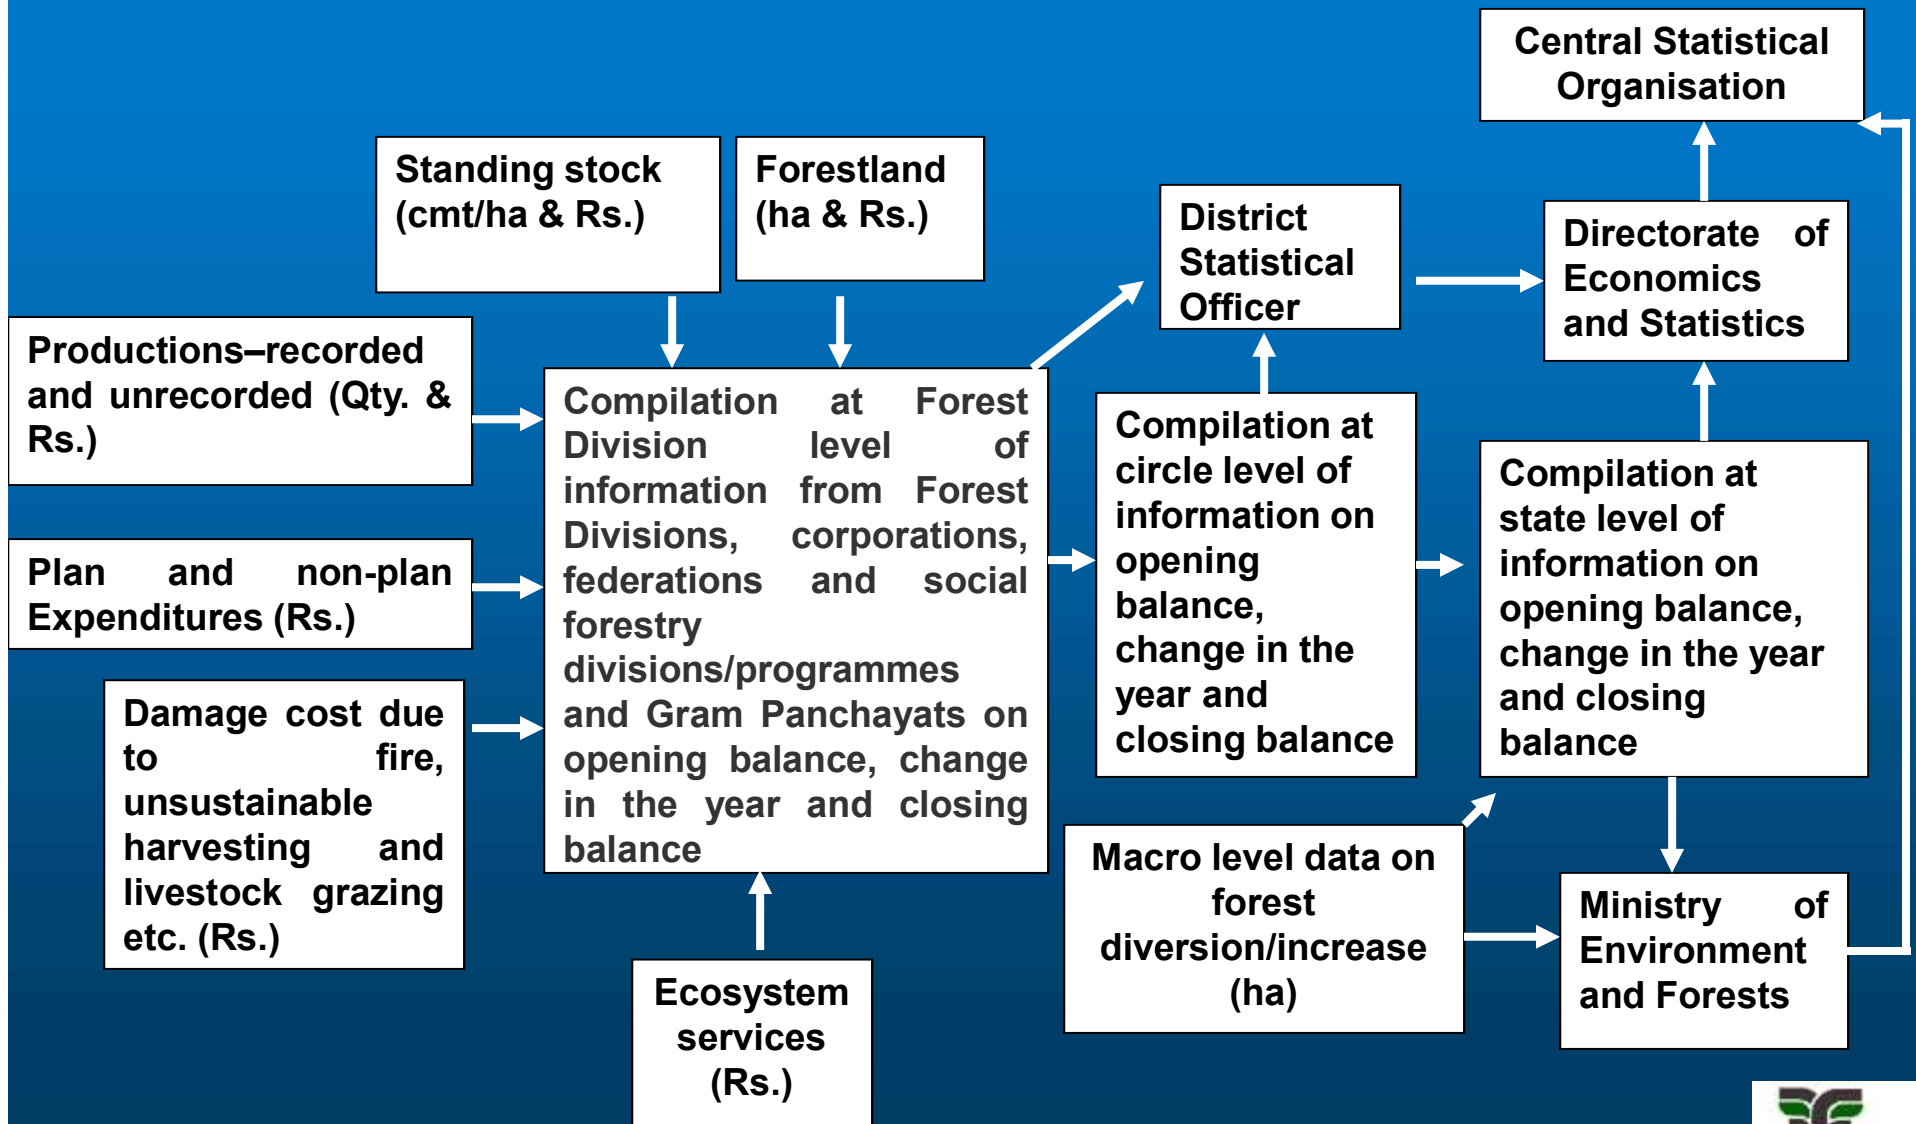 Central Statistical
Organisation
Standing stock
(cmt/ha & Rs.)
Forestland
(ha & Rs.)
District
Statistical
Officer
Directorate of
Economics
and Statistics
Productions–recorded
and unrecorded (Qty. &
Rs.)
Compilation at Forest
Division level of
information from Forest
Divisions, corporations,
federations and social
forestry
divisions/programmes
and Gram Panchayats on
opening balance, change
in the year and closing
balance
Compilation at
circle level of
information on
opening
balance,
change in the
year and
closing balance
Compilation at
state level of
information on
opening balance,
change in the year
and closing
balance
Plan and non-plan
Expenditures (Rs.)
Damage cost due
to fire,
unsustainable
harvesting and
livestock grazing
etc. (Rs.)
Macro level data on
forest
diversion/increase
(ha)
Ministry of
Environment
and Forests
Ecosystem
services
(Rs.)